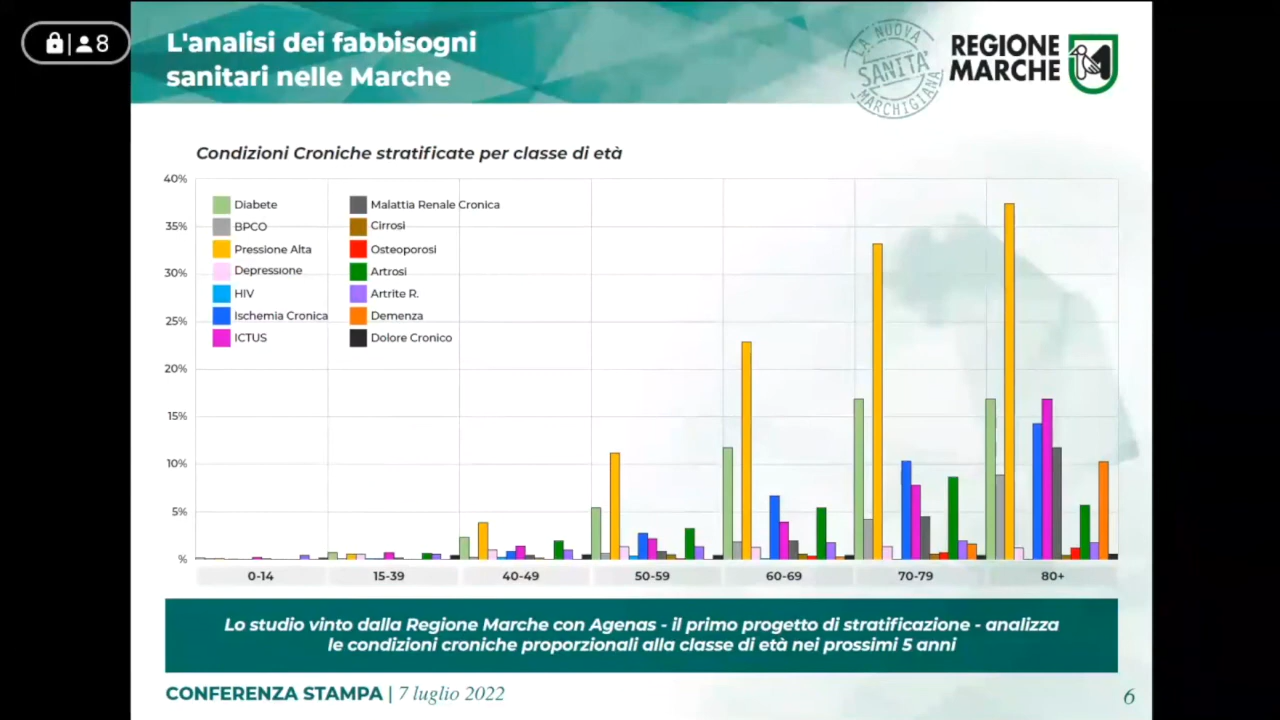 8
L'analisi dei fabbisogni
sanitari nelle Marche
LA NUOVA
SANITA'
MARCHIGIANA
REGIONE
MARCHE
Condizioni Croniche stratificate per classe di età
40%
35%
30%
25%
20%
15%
10%
5%
%
Diabete
BPCO
Pressione Alta
Depressione
HIV
Ischemia Cronica
ICTUS
Malattia Renale Cronica
Cirrosi
Osteoporosi
Artrosi
Artrite R.
Demenza
Dolore Cronico
0-14
15-39
40-49
50-59
60-69
70-79
80+
Lo studio vinto dalla Regione Marche con Agenas - il primo progetto di stratificazione - analizza
le condizioni croniche proporzionali alla classe di età nei prossimi 5 anni
CONFERENZA STAMPA | 7 luglio 2022
6